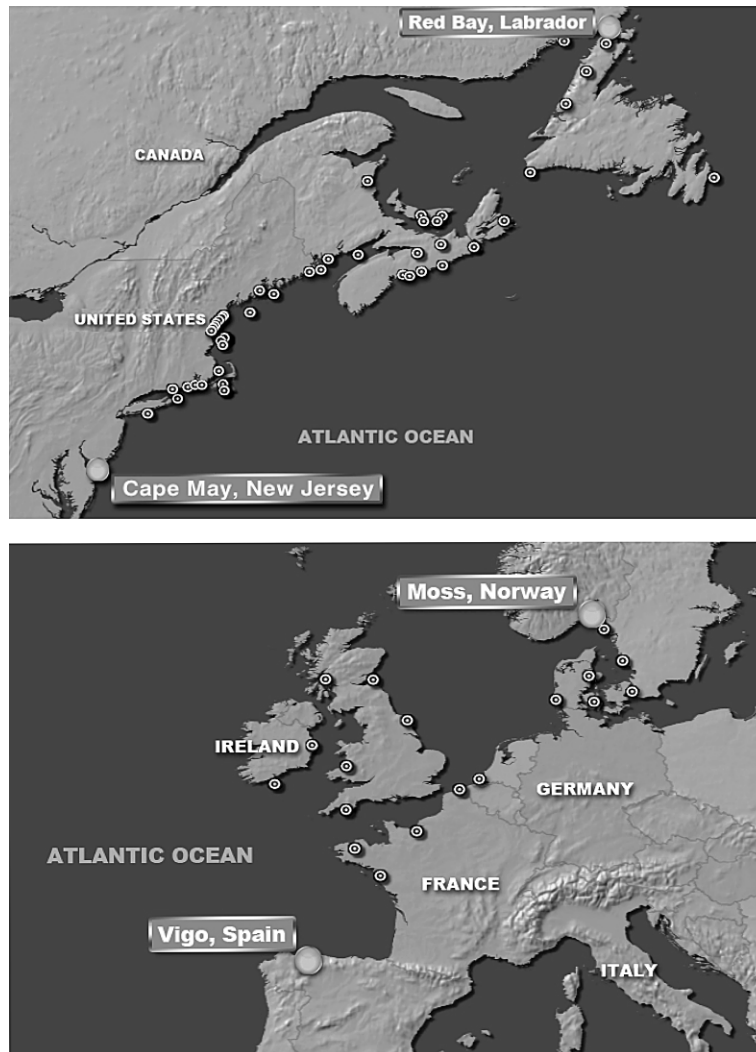 Red Bay, Labrador
CANADA
UNITED STATES
ATLANTIC OCEAN
Cape May, New Jersey
Moss, Norway
IRELAND
GERMANY
ATLANTIC OCEAN
FRANCE
Vigo, Spain
ITALY